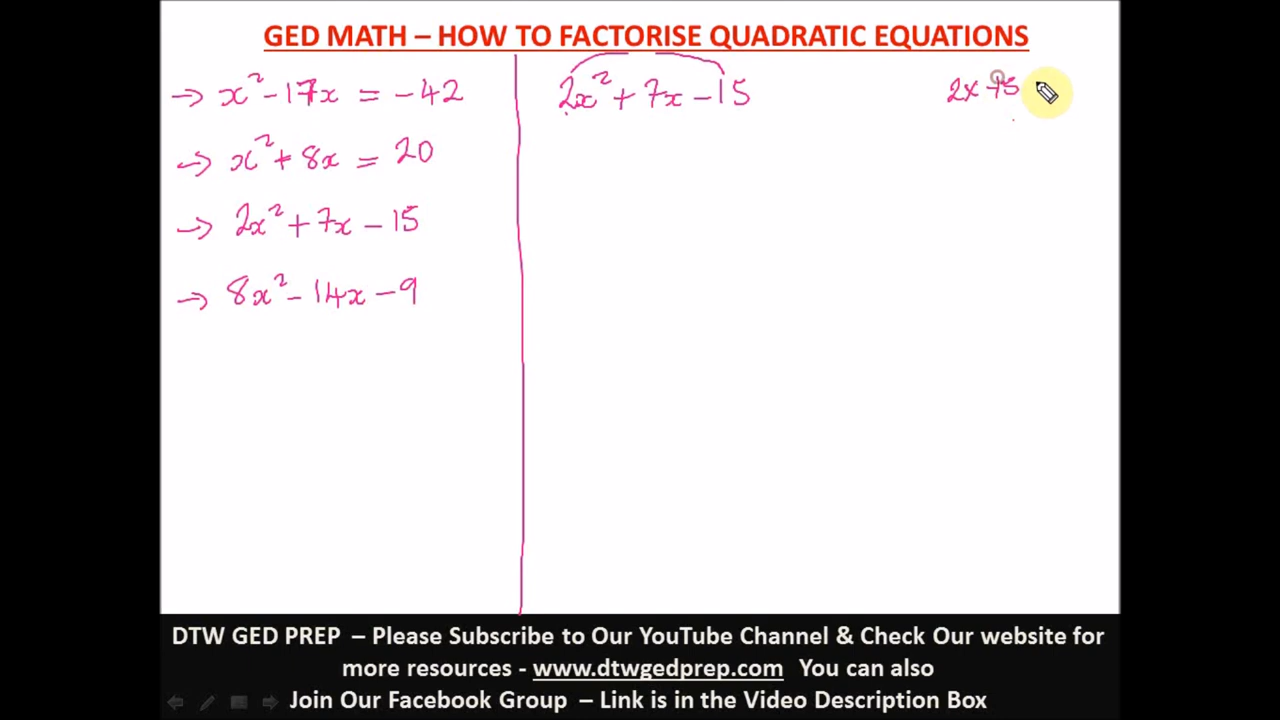 GED MATH – HOW TO FACTORISE QUADRATIC EQUATIONS
→ x² - 17x = -42
→ x² + 8x = 20
→ 2x² + 7x - 15
→ 8x² - 14x - 9
2x² + 7x - 15
2x -15
DTW GED PREP – Please Subscribe to Our YouTube Channel & Check Our website for
more resources - www.dtwgedprep.com You can also
Join Our Facebook Group – Link is in the Video Description Box